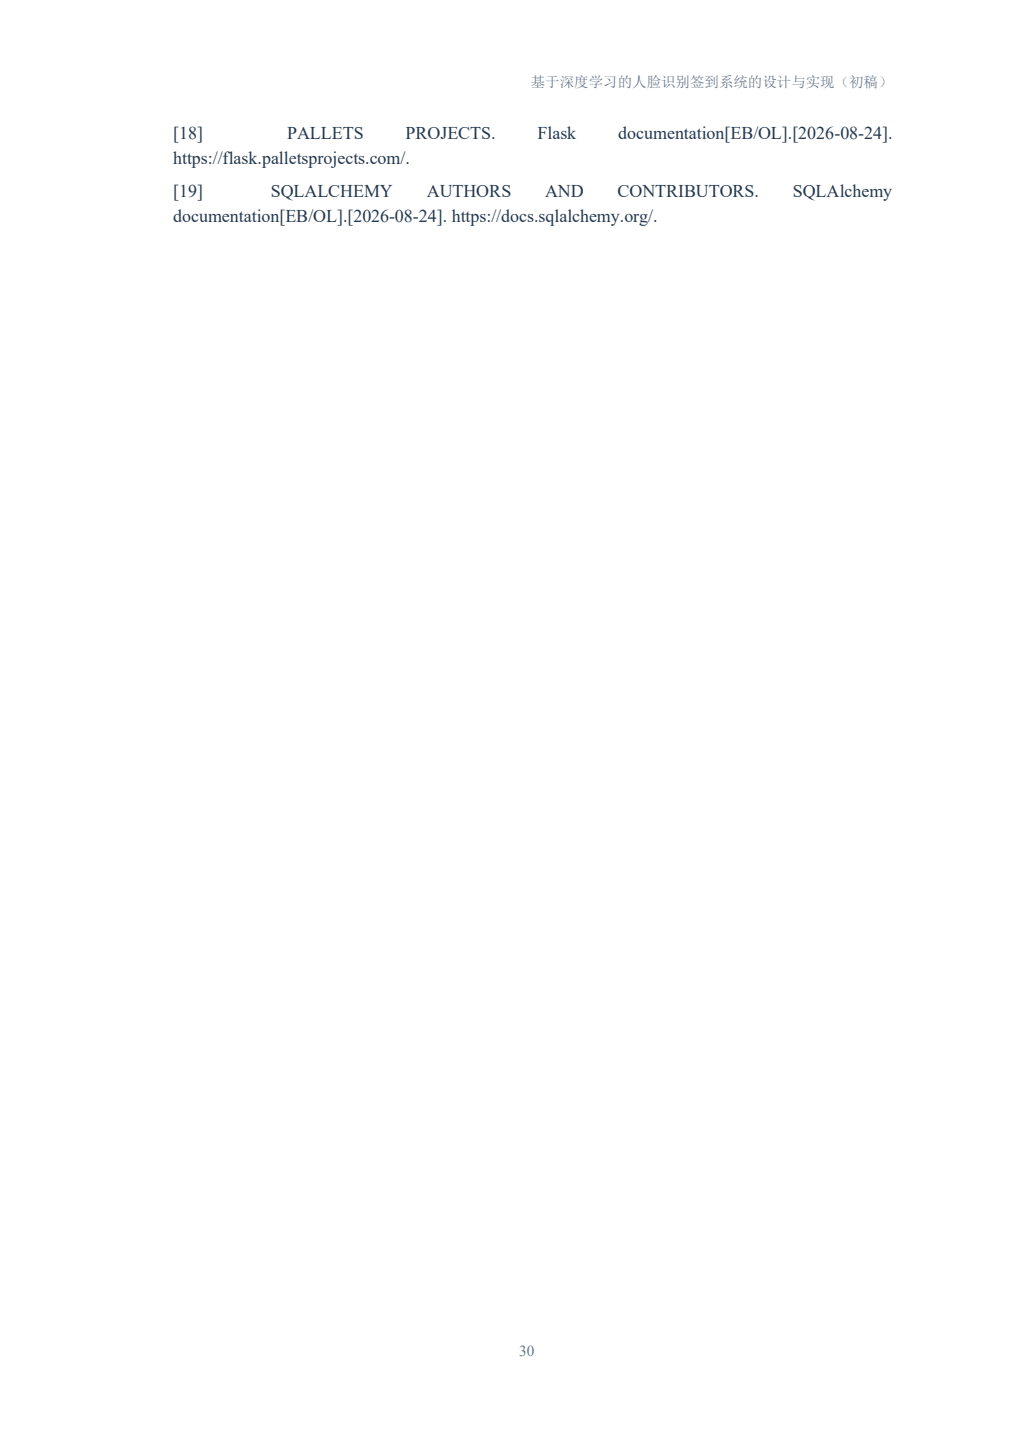 基于深度学习的人脸识别签到系统的设计与实现（初稿）
[18] PALLETS PROJECTS. Flask documentation[EB/OL].[2026-08-24].
https://flask.palletsprojects.com/.
[19] SQLALCHEMY AUTHORS AND CONTRIBUTORS. SQLAlchemy
documentation[EB/OL].[2026-08-24]. https://docs.sqlalchemy.org/.
30